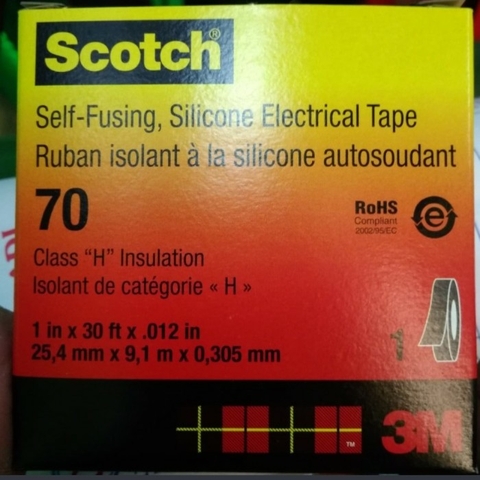 Scotch®
Self-Fusing, Silicone Electrical Tape
Ruban isolant à la silicone autosoudant
70
RoHS
Compliant
2002/95/EC
e
Class “H” Insulation
Isolant de catégorie « H »
1 in x 30 ft x .012 in
25,4 mm x 9,1 m x 0,305 mm
TM
3M